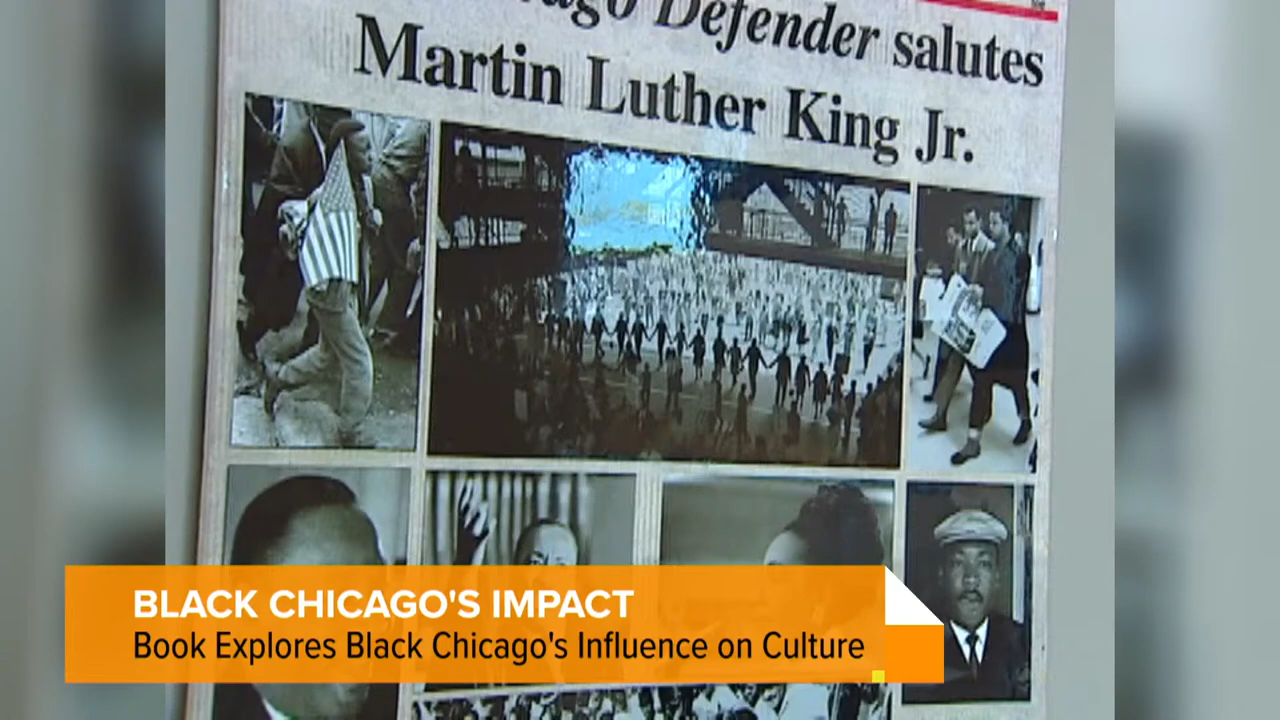 Defender salutes
Martin Luther King Jr.
BLACK CHICAGO'S IMPACT
Book Explores Black Chicago's Influence on Culture